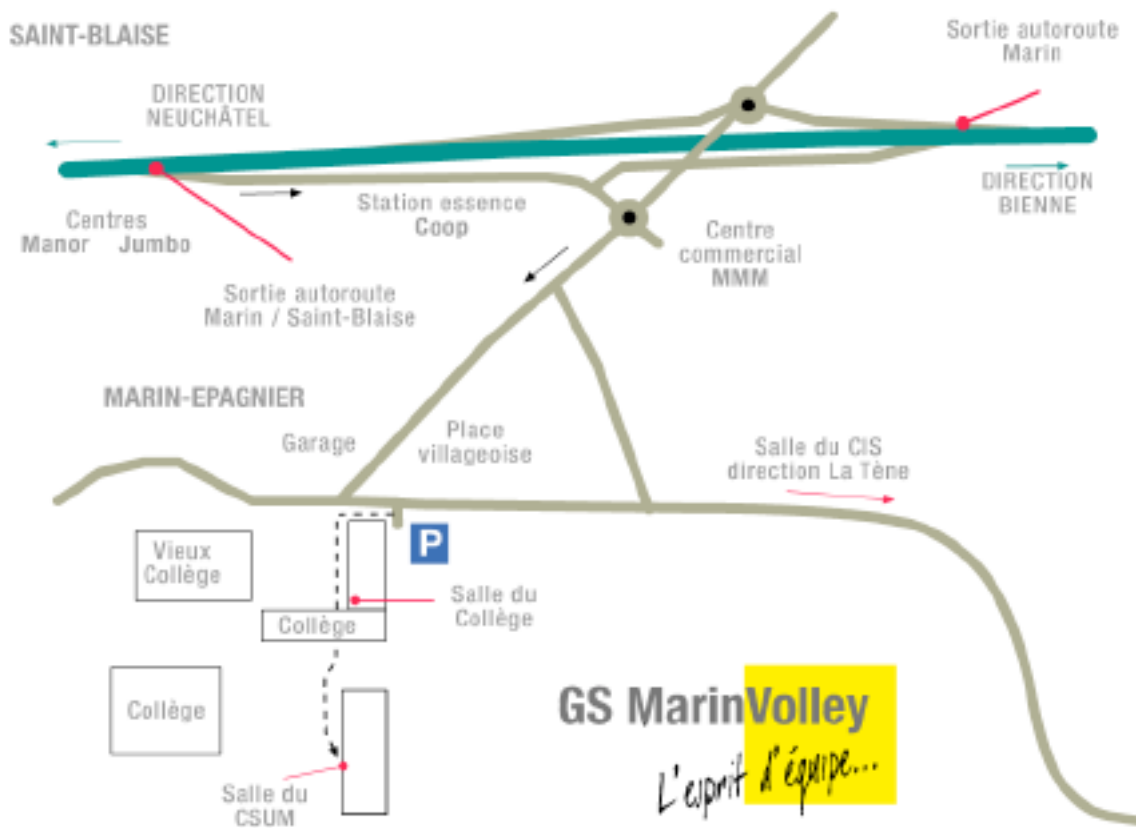 SAINT-BLAISE
Sortie autoroute
Marin
DIRECTION
NEUCHÂTEL
DIRECTION
BIENNE
Centres
Manor Jumbo
Station essence
Coop
Centre
commercial
MMM
Sortie autoroute
Marin / Saint-Blaise
MARIN-EPAGNIER
Garage
Place
villageoise
Salle du CIS
direction La Tène
P
Vieux
Collège
Salle du
Collège
Collège
Collège
Salle du
CSUM
GS MarinVolley
L'esprit d'équipe...